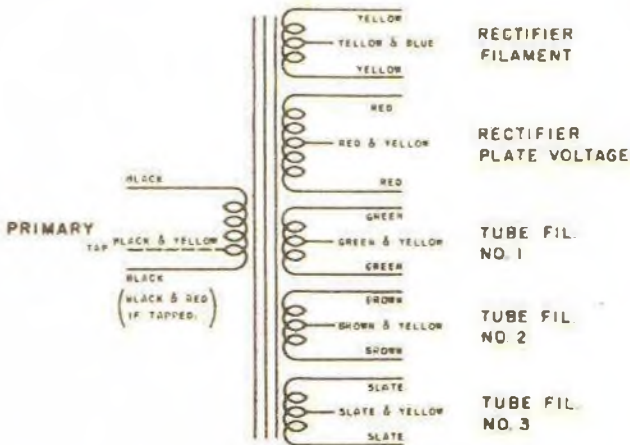 YELLOW
YELLOW & BLUE
YELLOW
RECTIFIER
FILAMENT
RED
RED & YELLOW
RED
RECTIFIER
PLATE VOLTAGE
BLACK
PRIMARY
TAP BLACK & YELLOW
BLACK
(BLACK & RED
IF TAPPED.)
GREEN
GREEN & YELLOW
GREEN
TUBE FIL.
NO. 1
BROWN
BROWN & YELLOW
BROWN
TUBE FIL.
NO. 2
SLATE
SLATE & YELLOW
SLATE
TUBE FIL.
NO. 3